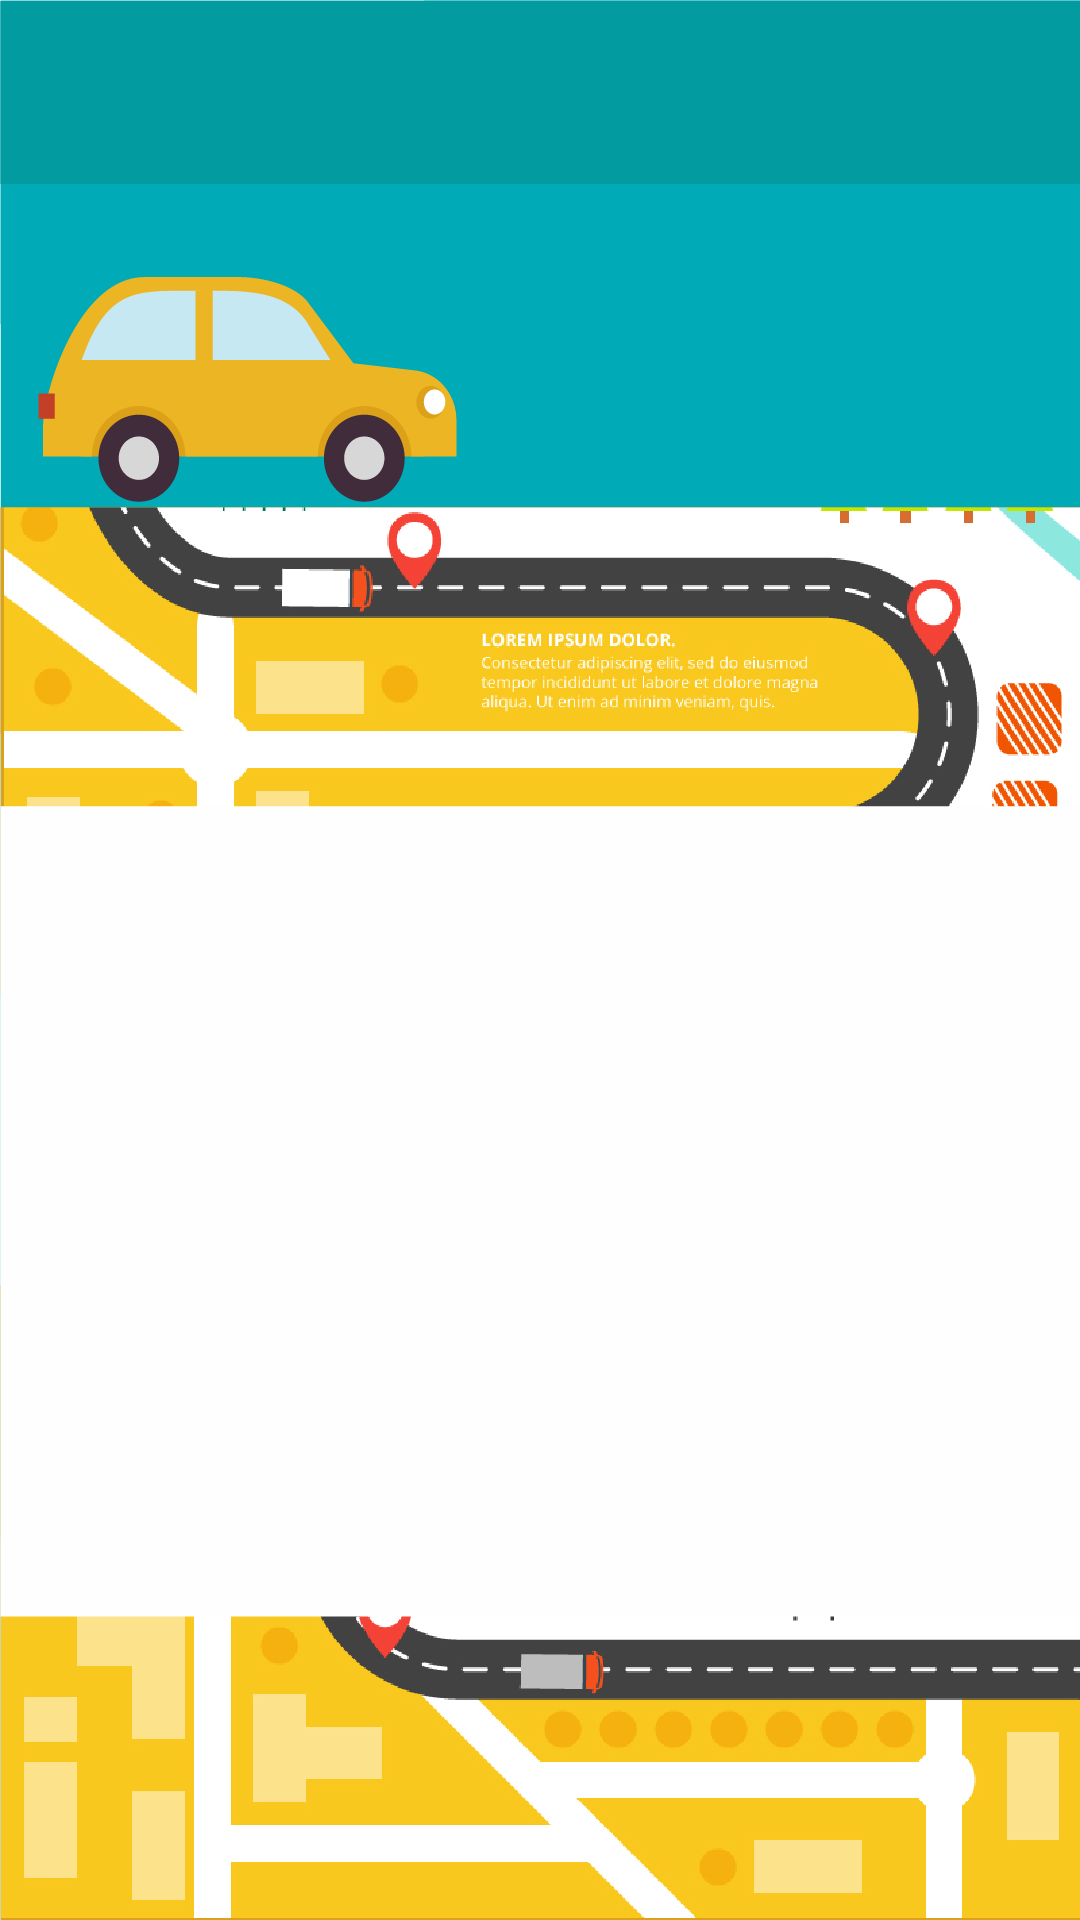 LOREM IPSUM DOLOR.
Consectetur adipiscing elit, sed do eiusmod
tempor incididunt ut labore et dolore magna
aliqua. Ut enim ad minim veniam, quis.